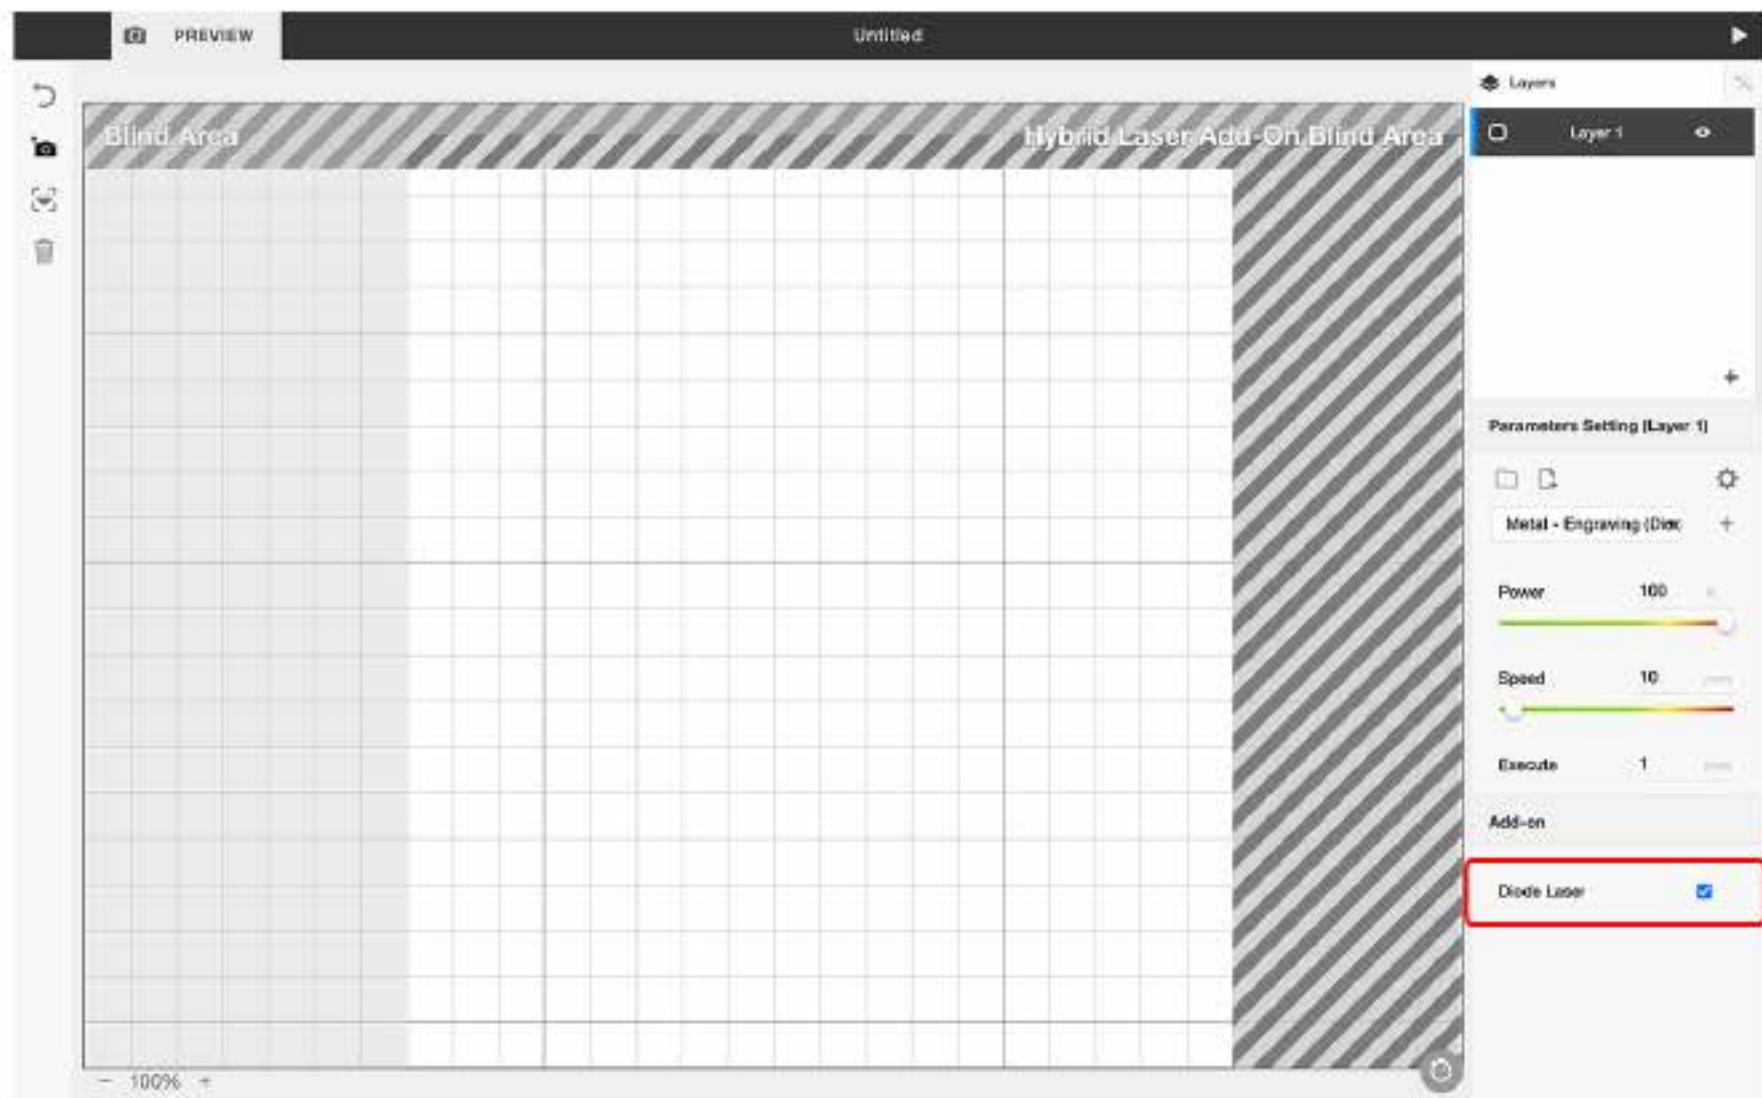 PREVIEW
Untitled
Layers
Blind Area
Hybrid Laser Add-On Blind Area
Layer 1
Parameters Setting (Layer 1)
Metal - Engraving (Dio
Power 100
Speed 10
Execute 1
Add-on
Diode Laser
100%